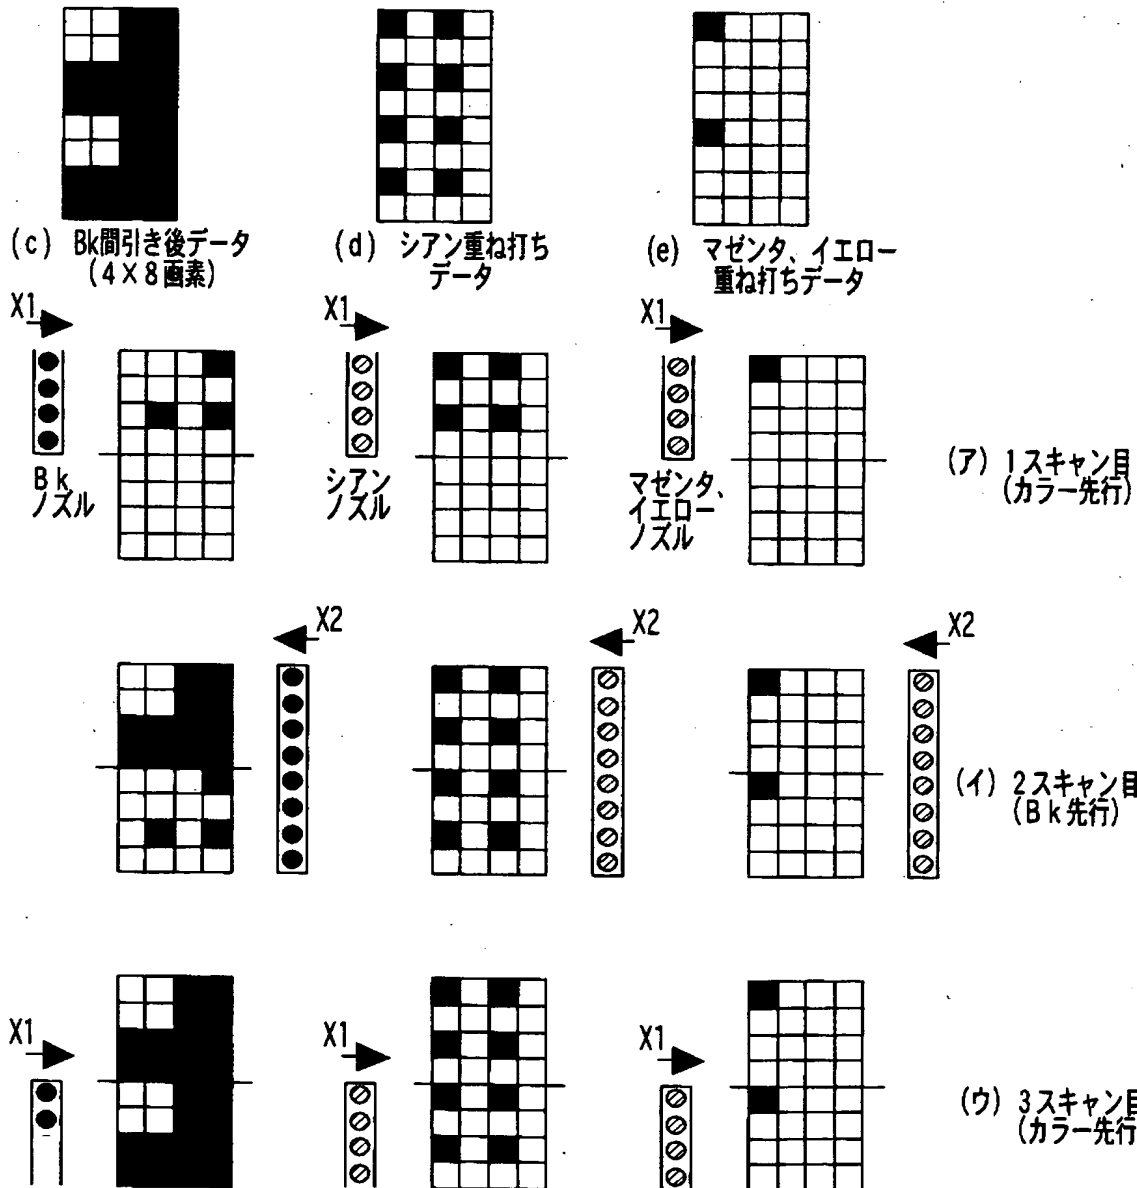 (c) Bk間引き後データ
(4×8画素)
(d) シアン重ね打ち
データ
(e) マゼンタ、イエロー
重ね打ちデータ
X1
X1
X1
Bk
ノズル
シアン
ノズル
マゼンタ、
イエロー
ノズル
(ア) 1スキャン目
(カラー先行)
X2
X2
X2
(イ) 2スキャン目
(Bk先行)
X1
X1
X1
(ウ) 3スキャン目
(カラー先行